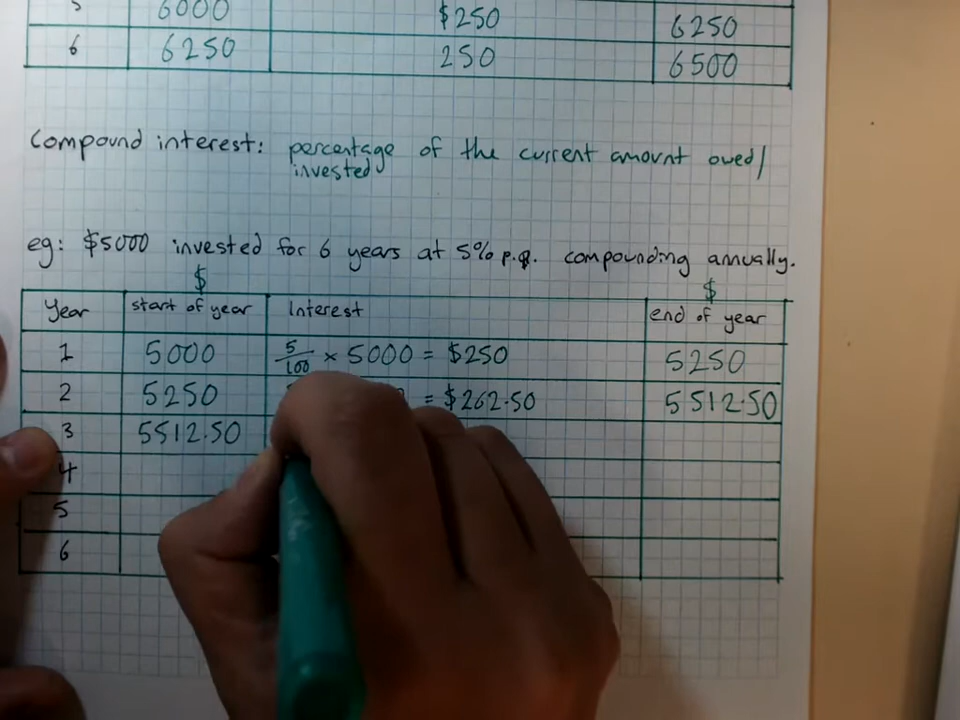 6000 $250 6250
6 6250 250 6500
Compound interest: percentage of the current amount owed/
invested
eg: $5000 invested for 6 years at 5% p.a. compounding annually.
$ $
Year start of year Interest end of year
1 5000 5/100 × 5000 = $250 5250
2 5250 = $262.50 5512.50
3 5512.50
4
5
6